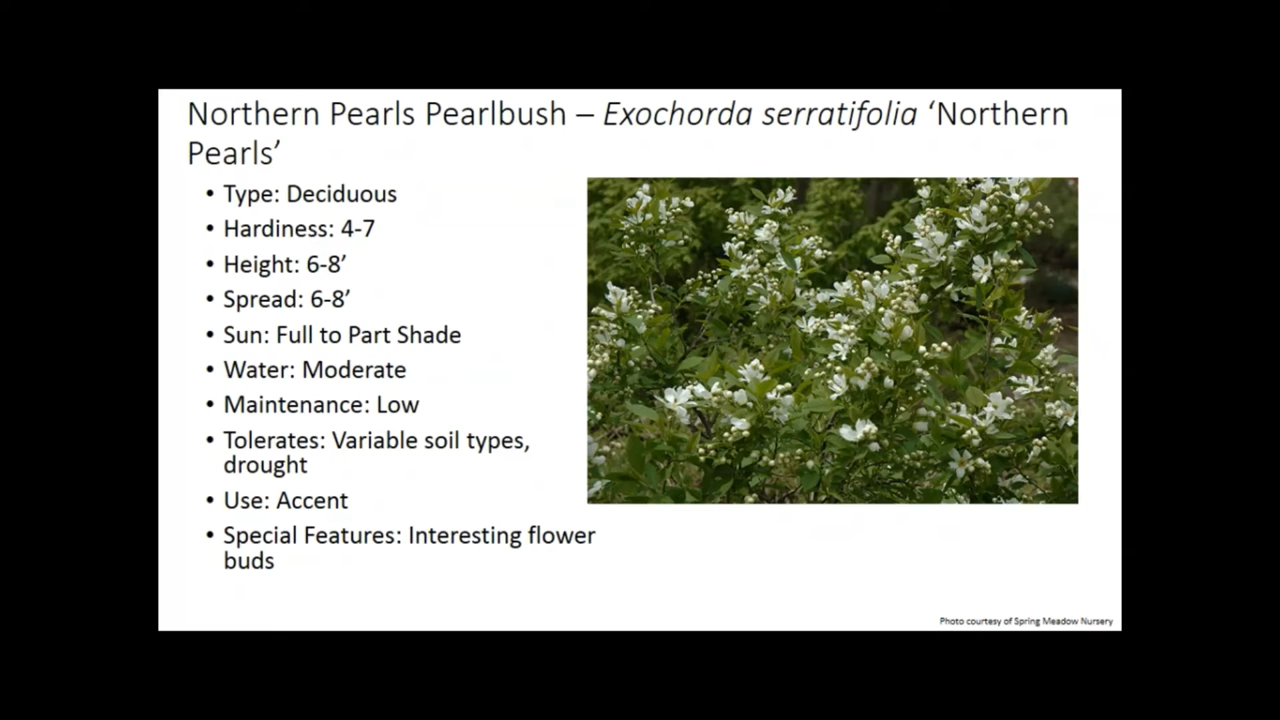 Northern Pearls Pearlbush – Exochorda serratifolia ‘Northern
Pearls’
• Type: Deciduous
• Hardiness: 4-7
• Height: 6-8’
• Spread: 6-8’
• Sun: Full to Part Shade
• Water: Moderate
• Maintenance: Low
• Tolerates: Variable soil types,
drought
• Use: Accent
• Special Features: Interesting flower
buds
Photo courtesy of Spring Meadow Nursery